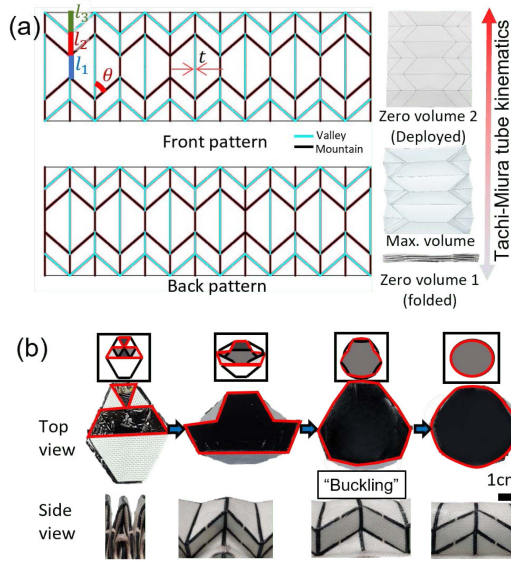 (a)
l₃
l₂
l₁
θ
t
Front pattern
Valley
Mountain
Back pattern
Zero volume 2
(Deployed)
Max. volume
Zero volume 1
(folded)
Tachi-Miura tube kinematics
(b)
Top
view
"Buckling"
1cm
Side
view